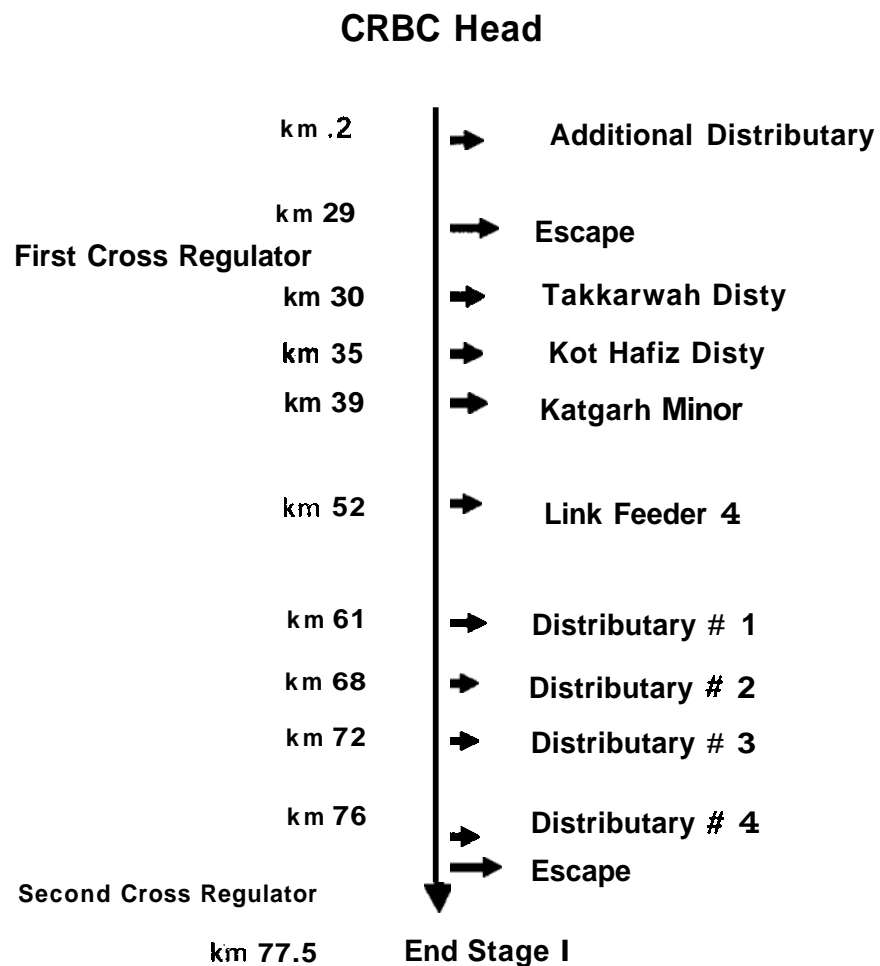 CRBC Head
km .2 Additional Distributary
km 29 Escape
First Cross Regulator
km 30 Takkarwah Disty
km 35 Kot Hafiz Disty
km 39 Katgarh Minor
km 52 Link Feeder 4
km 61 Distributary # 1
km 68 Distributary # 2
km 72 Distributary # 3
km 76 Distributary # 4
Escape
Second Cross Regulator
km 77.5 End Stage I